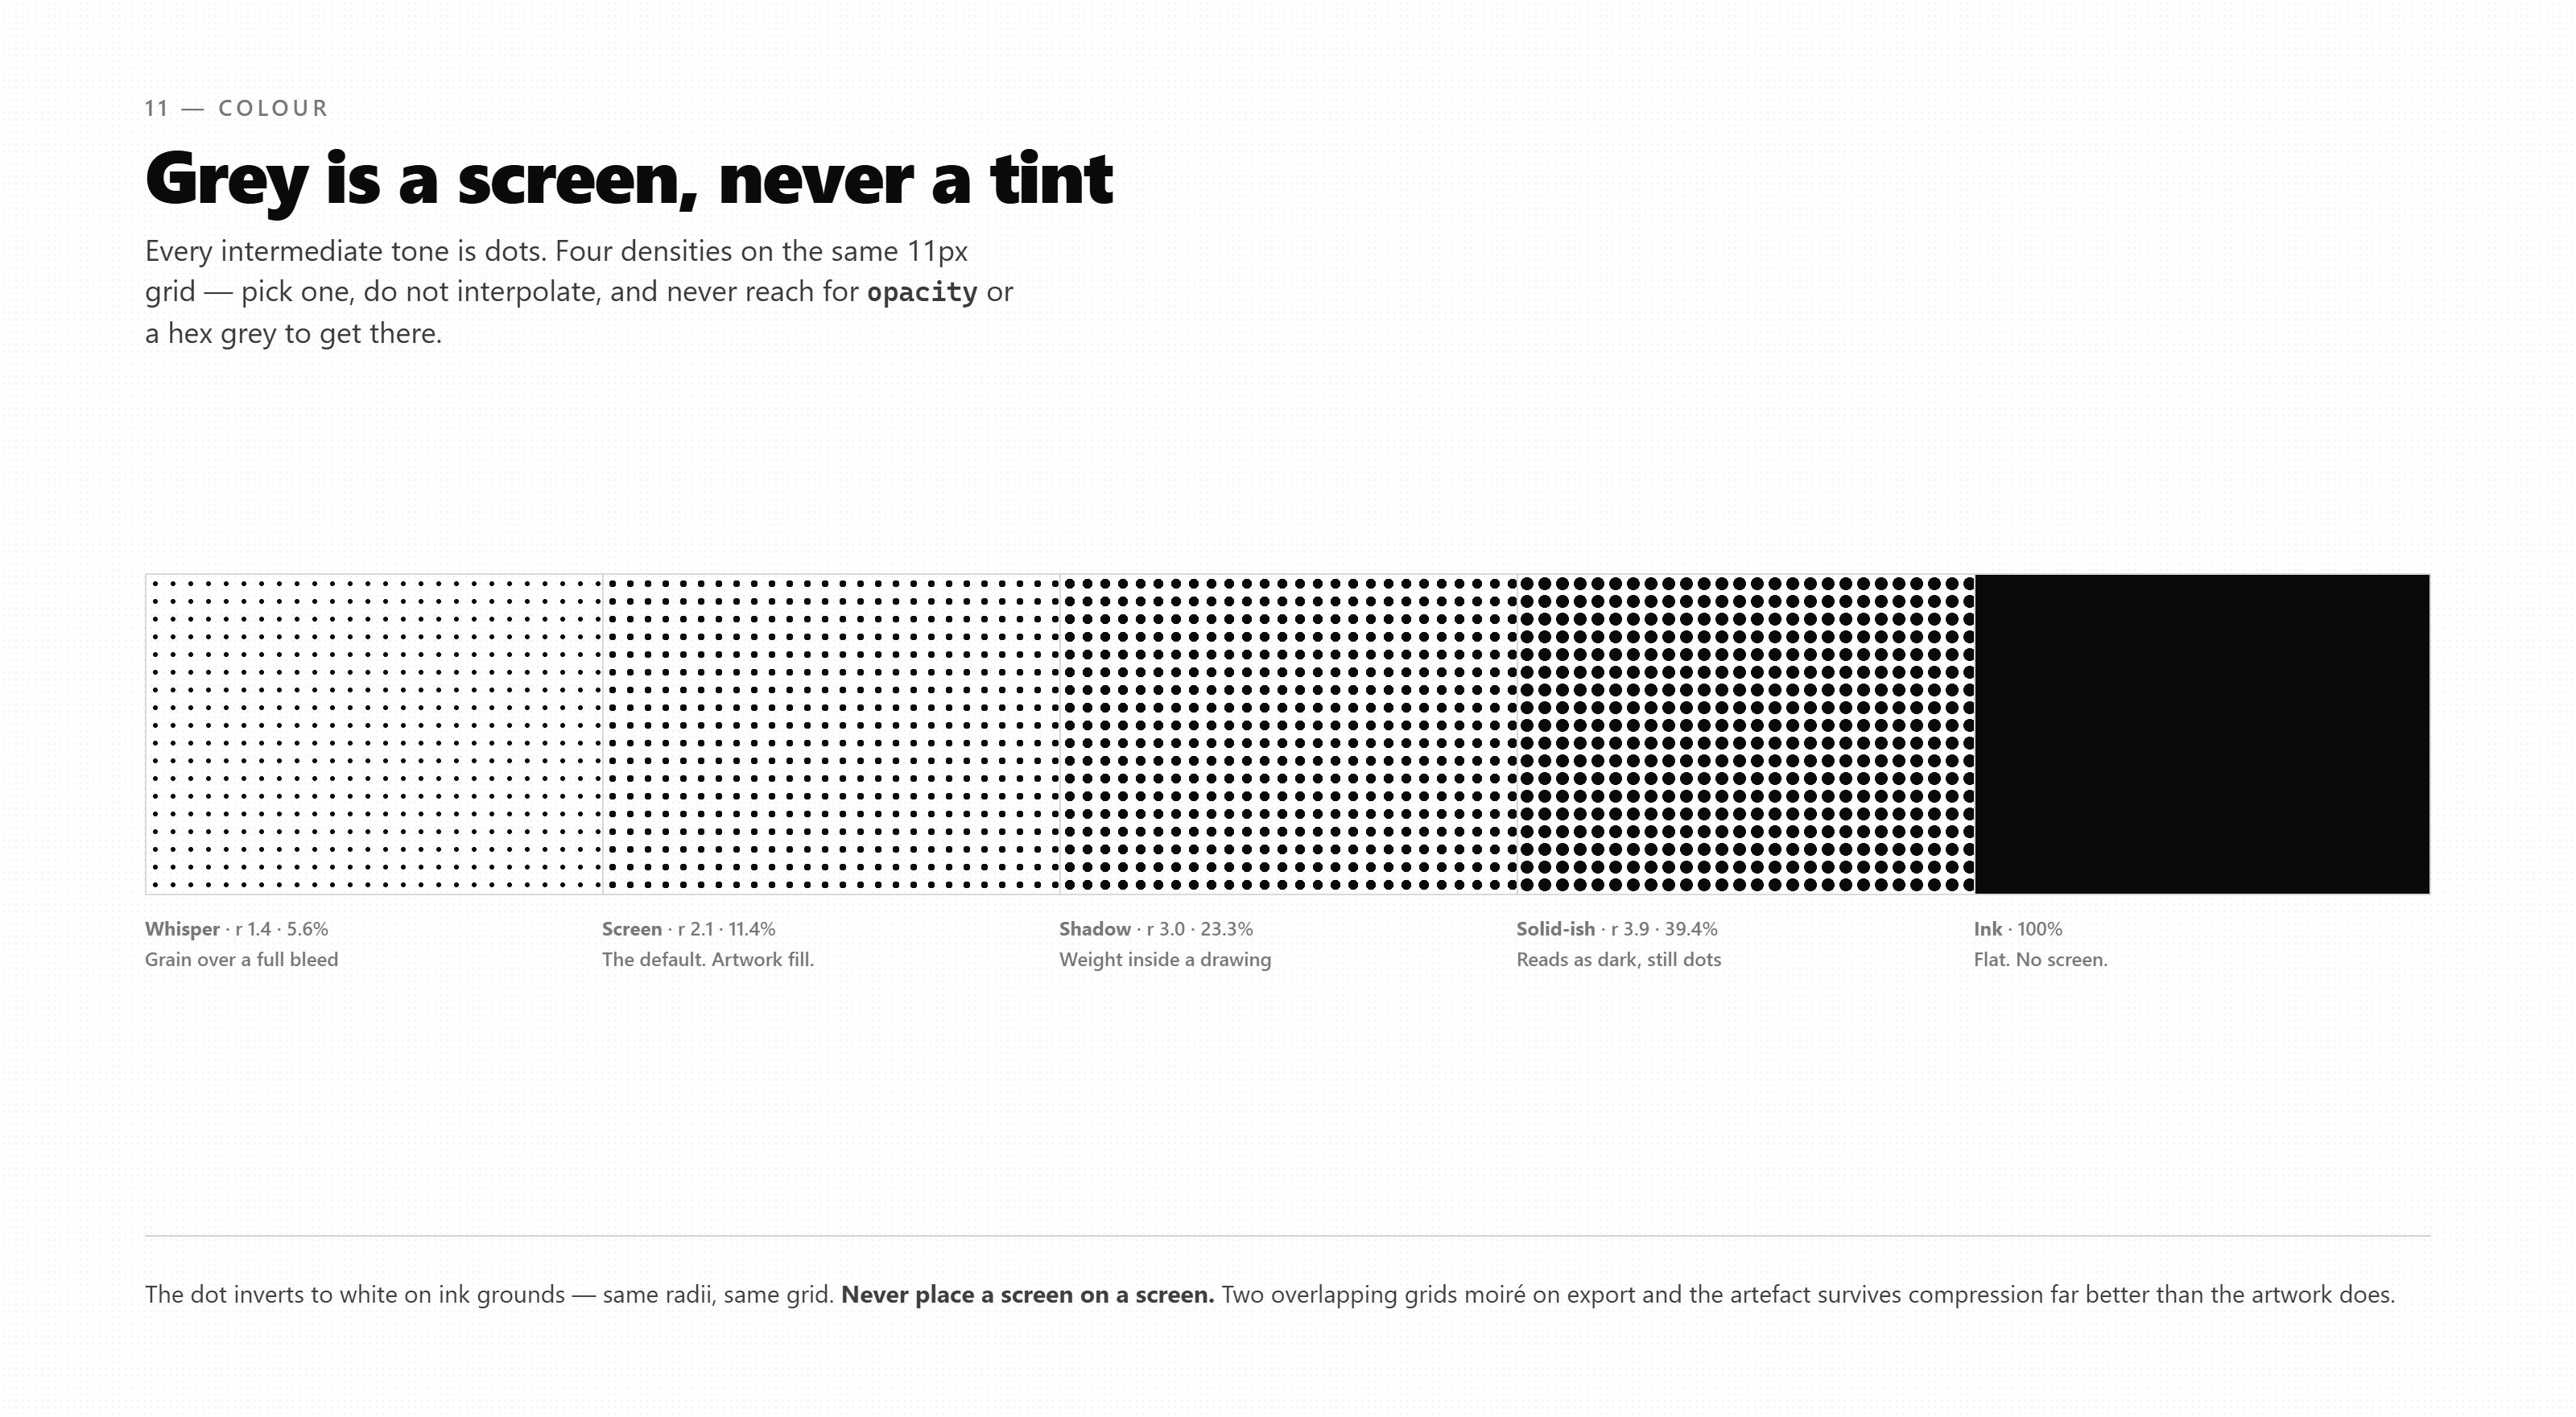 11 — COLOUR
Grey is a screen, never a tint
Every intermediate tone is dots. Four densities on the same 11px
grid — pick one, do not interpolate, and never reach for opacity or
a hex grey to get there.
Whisper · r 1.4 · 5.6%
Grain over a full bleed
Screen · r 2.1 · 11.4%
The default. Artwork fill.
Shadow · r 3.0 · 23.3%
Weight inside a drawing
Solid-ish · r 3.9 · 39.4%
Reads as dark, still dots
Ink · 100%
Flat. No screen.
The dot inverts to white on ink grounds — same radii, same grid. Never place a screen on a screen. Two overlapping grids moiré on export and the artefact survives compression far better than the artwork does.